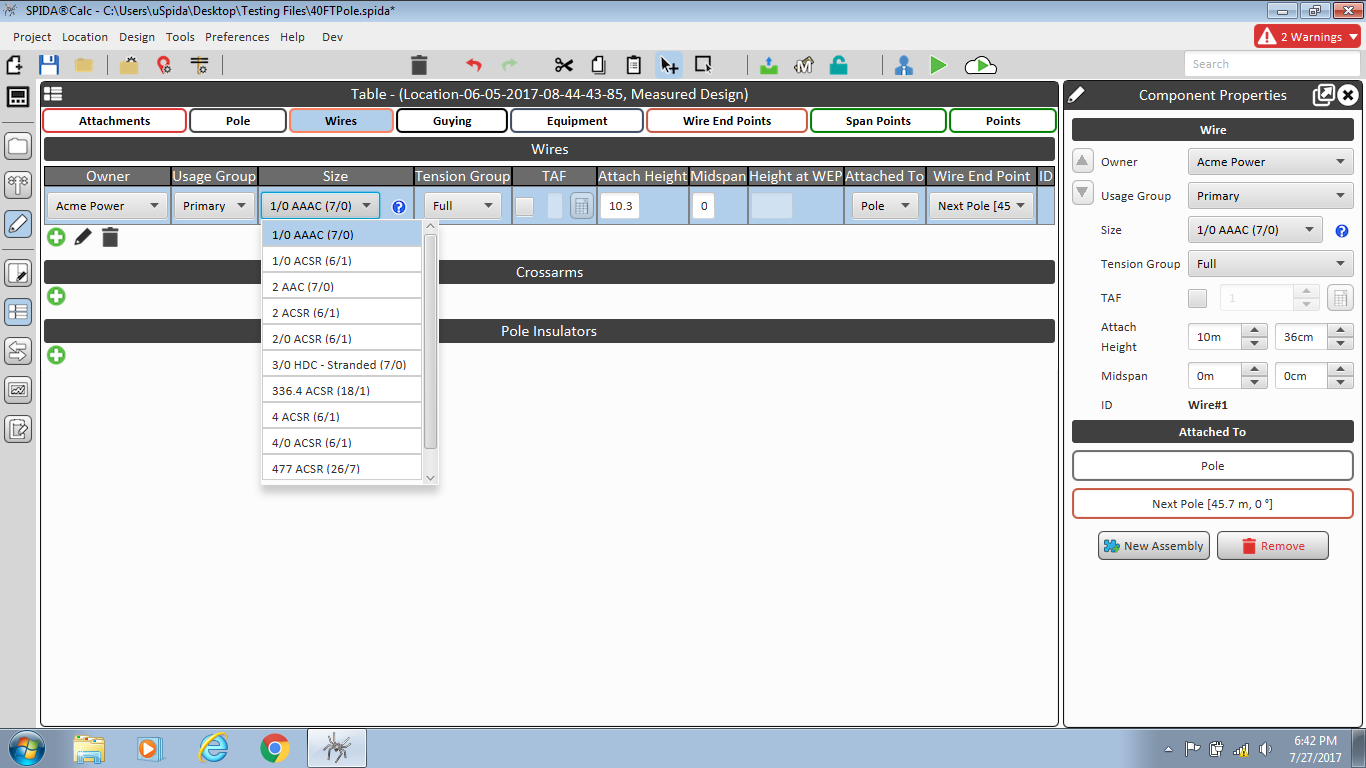 SPIDA®Calc - C:\Users\uSpida\Desktop\Testing Files\40FTPole.spida*
Project Location Design Tools Preferences Help Dev
2 Warnings
Search
Table - (Location-06-05-2017-08-44-43-85, Measured Design)
Attachments Pole Wires Guying Equipment Wire End Points Span Points Points
Wires
Owner Usage Group Size Tension Group TAF Attach Height Midspan Height at WEP Attached To Wire End Point ID
Acme Power Primary 1/0 AAAC (7/0) ? Full 10.3 0 Pole Next Pole [45
1/0 AAAC (7/0)
1/0 ACSR (6/1)
2 AAC (7/0)
2 ACSR (6/1)
2/0 ACSR (6/1)
3/0 HDC - Stranded (7/0)
336.4 ACSR (18/1)
4 ACSR (6/1)
4/0 ACSR (6/1)
477 ACSR (26/7)
Crossarms
Pole Insulators
Component Properties
Wire
Owner Acme Power
Usage Group Primary
Size 1/0 AAAC (7/0) ?
Tension Group Full
TAF 1
Attach
Height 10m 36cm
Midspan 0m 0cm
ID Wire#1
Attached To
Pole
Next Pole [45.7 m, 0 °]
New Assembly Remove
6:42 PM
7/27/2017